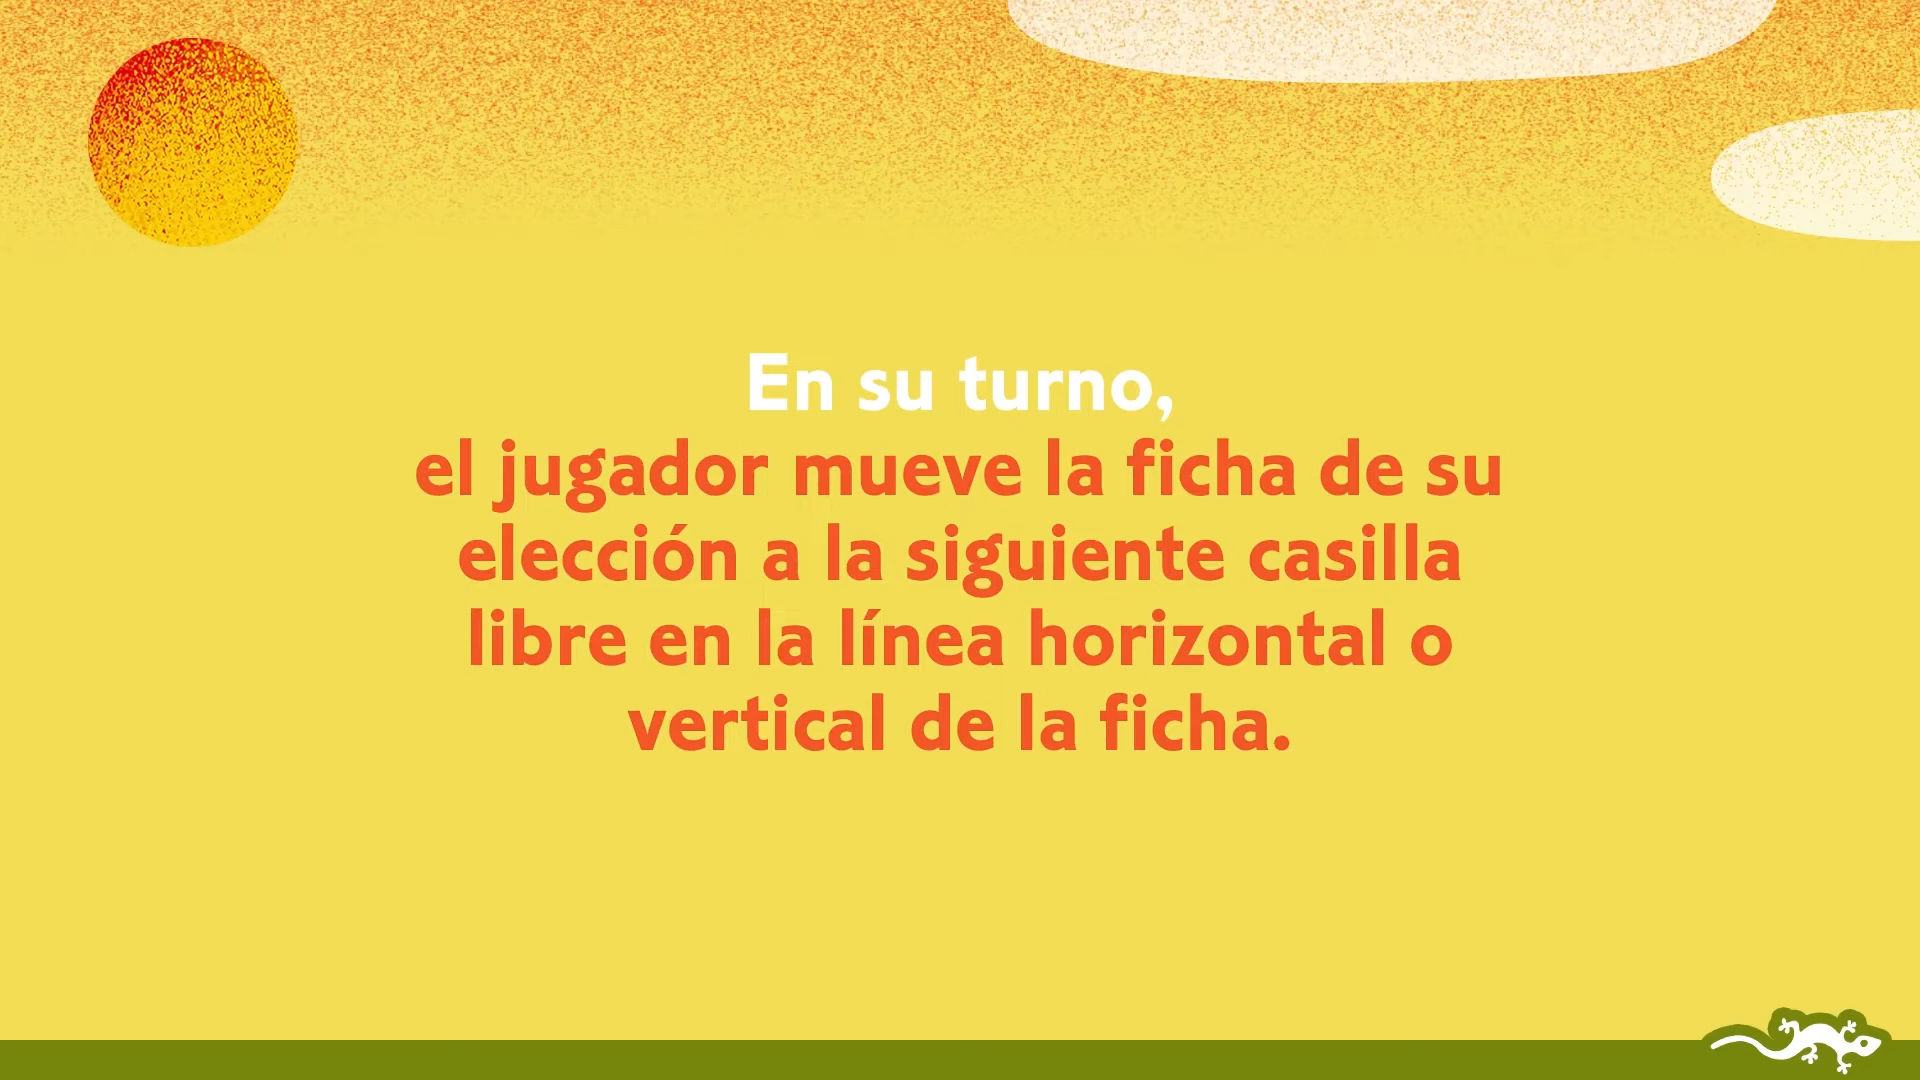 En su turno,
el jugador mueve la ficha de su
elección a la siguiente casilla
libre en la línea horizontal o
vertical de la ficha.